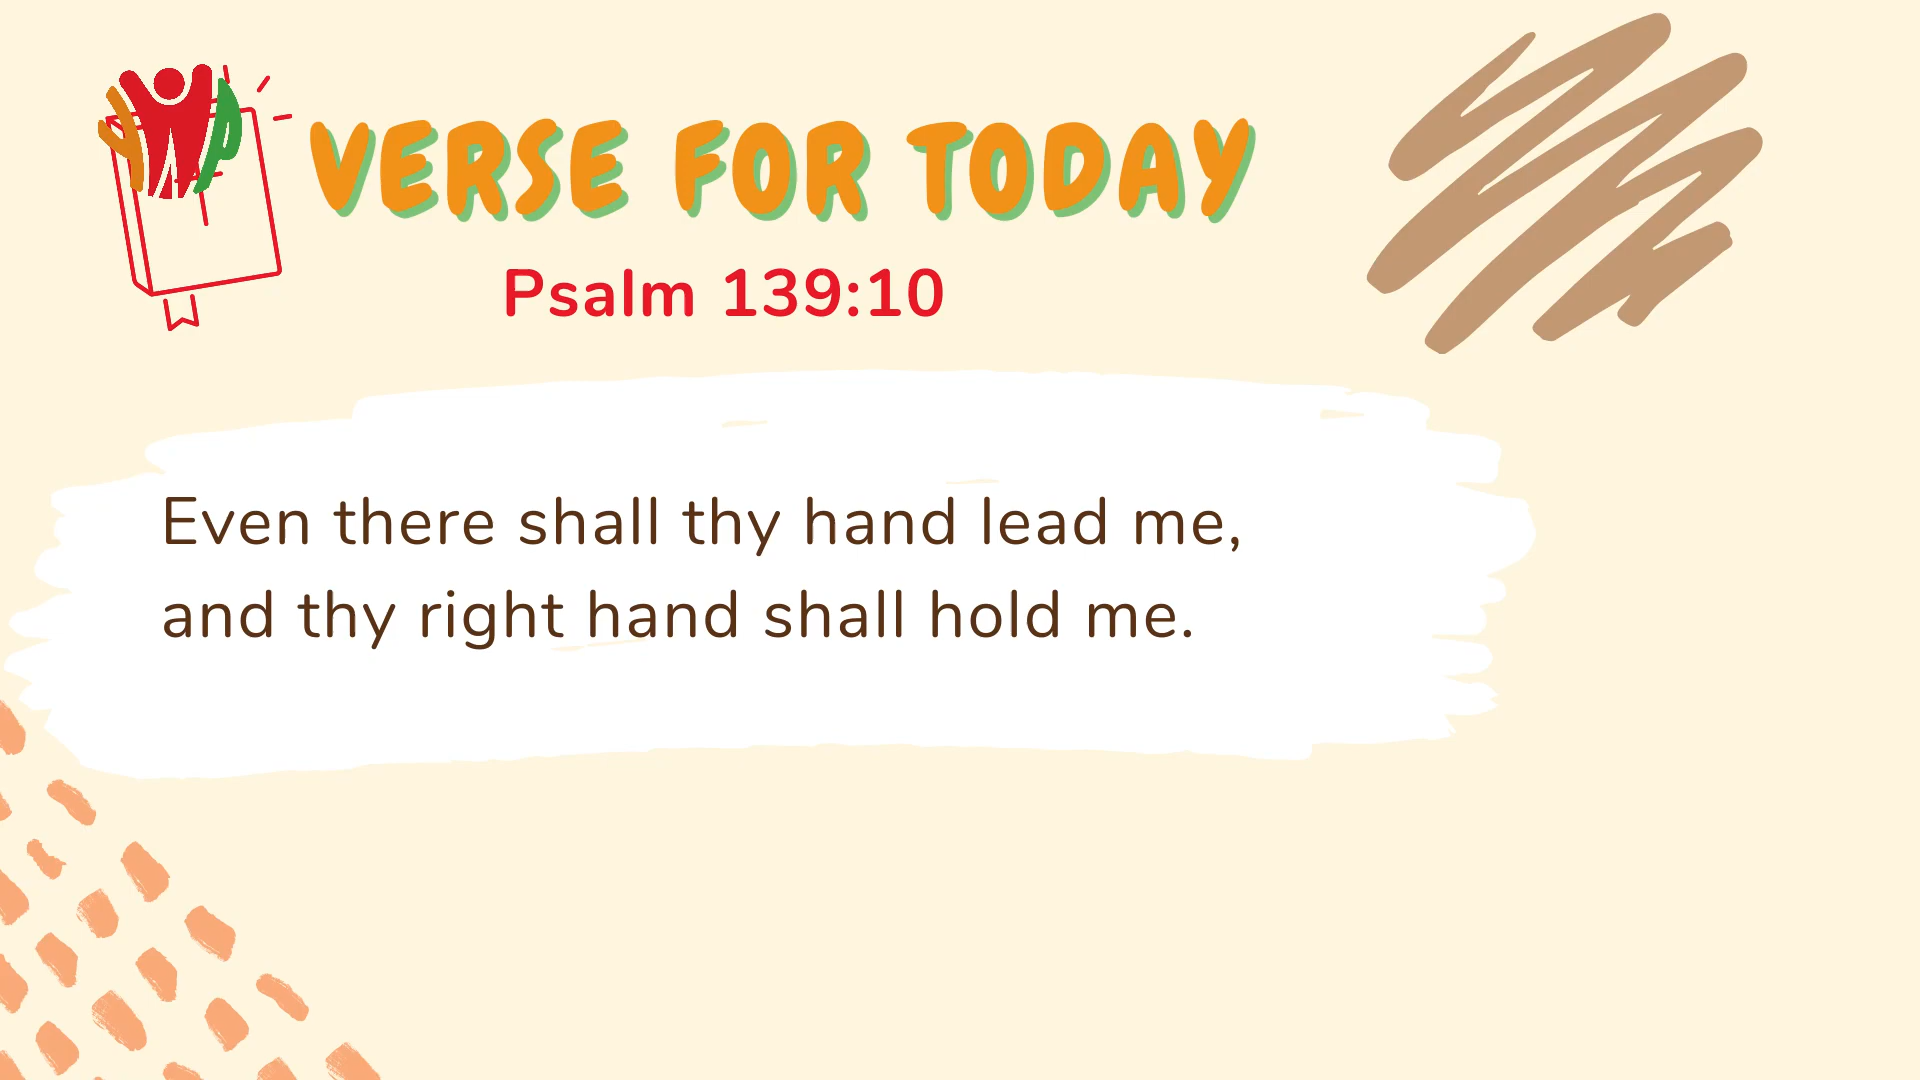 VERSE FOR TODAY
Psalm 139:10
Even there shall thy hand lead me,
and thy right hand shall hold me.